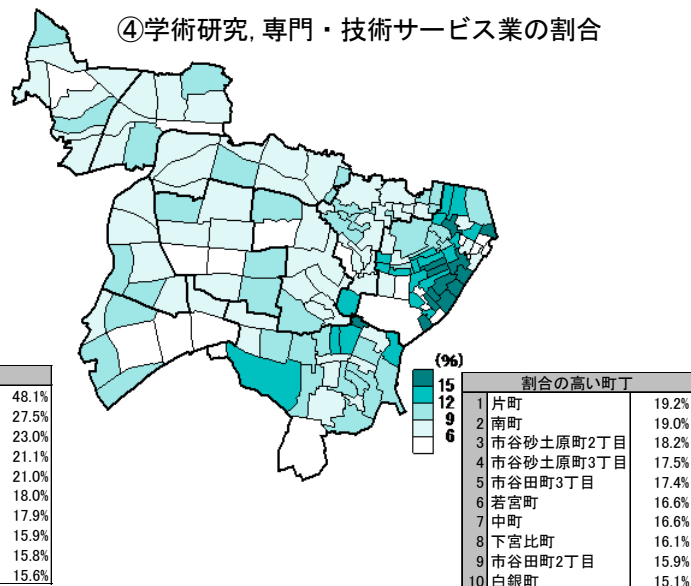 ④学術研究, 専門・技術サービス業の割合
48.1%
27.5%
23.0%
21.1%
21.0%
18.0%
17.9%
15.9%
15.8%
15.6%
(%)
15
12
9
6
割合の高い町丁
1 片町 19.2%
2 南町 19.0%
3 市谷砂土原町2丁目 18.2%
4 市谷砂土原町3丁目 17.5%
5 市谷田町3丁目 17.4%
6 若宮町 16.6%
7 中町 16.6%
8 下宮比町 16.1%
9 市谷田町2丁目 15.9%
10 白銀町 15.1%